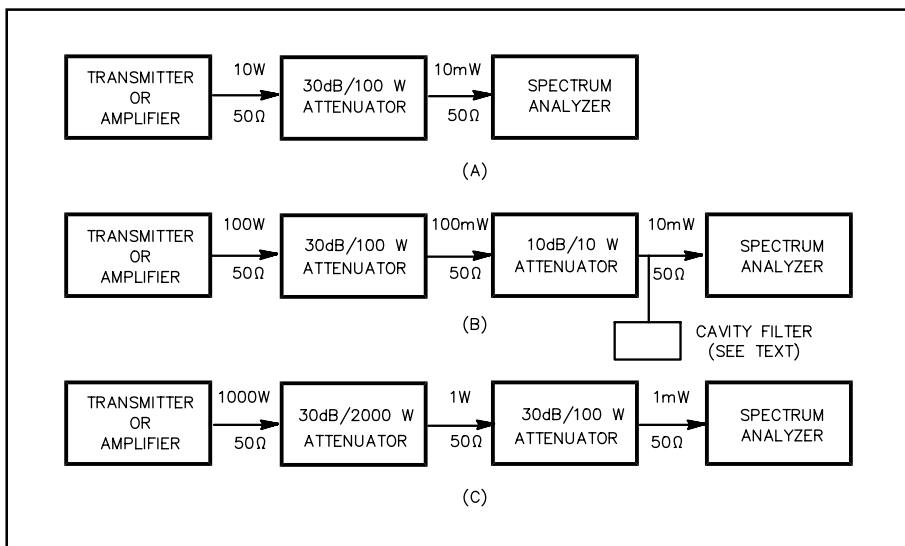 TRANSMITTER
OR
AMPLIFIER
10W
50Ω
30dB/100 W
ATTENUATOR
10mW
50Ω
SPECTRUM
ANALYZER
(A)
TRANSMITTER
OR
AMPLIFIER
100W
50Ω
30dB/100 W
ATTENUATOR
100mW
50Ω
10dB/10 W
ATTENUATOR
10mW
50Ω
SPECTRUM
ANALYZER
(B)
CAVITY FILTER
(SEE TEXT)
TRANSMITTER
OR
AMPLIFIER
1000W
50Ω
30dB/2000 W
ATTENUATOR
1W
50Ω
30dB/100 W
ATTENUATOR
1mW
50Ω
SPECTRUM
ANALYZER
(C)